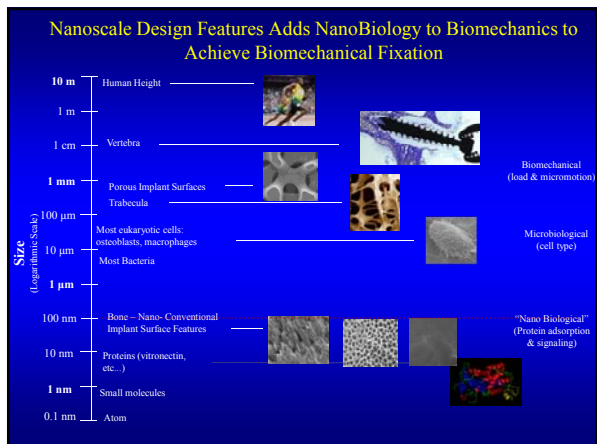 Nanoscale Design Features Adds NanoBiology to Biomechanics to
Achieve Biomechanical Fixation
10 m
Human Height
1 m
1 cm
Vertebra
Biomechanical
(load & micromotion)
1 mm
Porous Implant Surfaces
Trabecula
100 μm
Most eukaryotic cells:
osteoblasts, macrophages
Microbiological
(cell type)
10 μm
Most Bacteria
1 μm
100 nm
Bone – Nano- Conventional
Implant Surface Features
“Nano Biological”
(Protein adsorption
& signaling)
10 nm
Proteins (vitronectin,
etc...)
1 nm
Small molecules
0.1 nm
Atom
Size
(Logarithmic Scale)